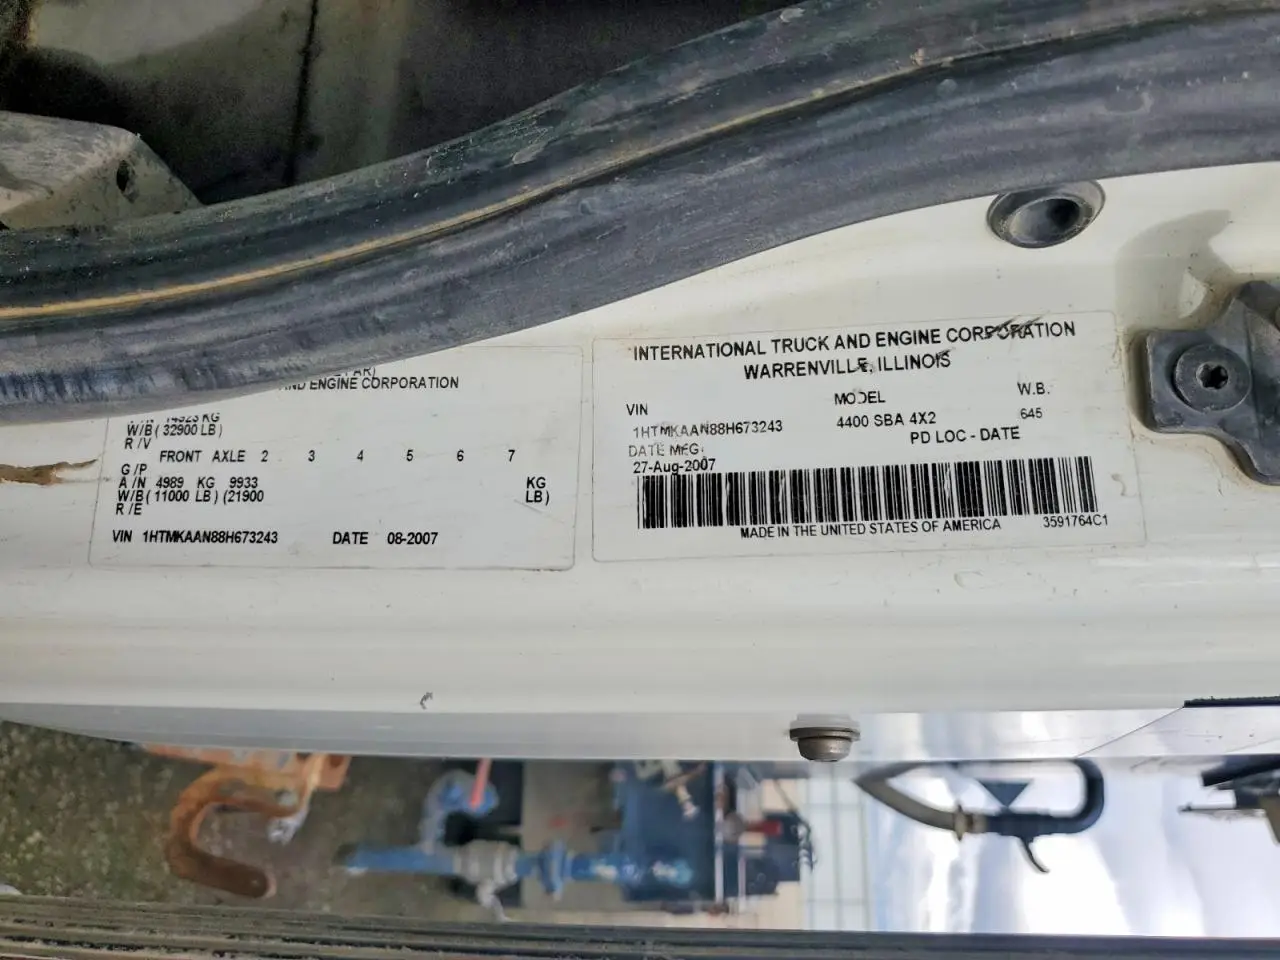 AND ENGINE CORPORATION
14923 KG
W/B ( 32900 LB )
R / V
FRONT AXLE 2 3 4 5 6 7
G / P
A / N 4989 KG 9933 KG
W/B ( 11000 LB ) (21900 LB )
R / E
VIN 1HTMKAAN88H673243 DATE 08-2007
INTERNATIONAL TRUCK AND ENGINE CORPORATION
WARRENVILLE, ILLINOIS
VIN MODEL W.B.
1HTMKAAN88H673243 4400 SBA 4X2 645
DATE MFG: PD LOC - DATE
27-Aug-2007
MADE IN THE UNITED STATES OF AMERICA 3591764C1